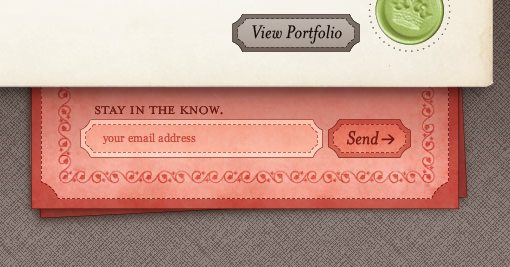 View Portfolio
STAY IN THE KNOW.
your email address
Send →